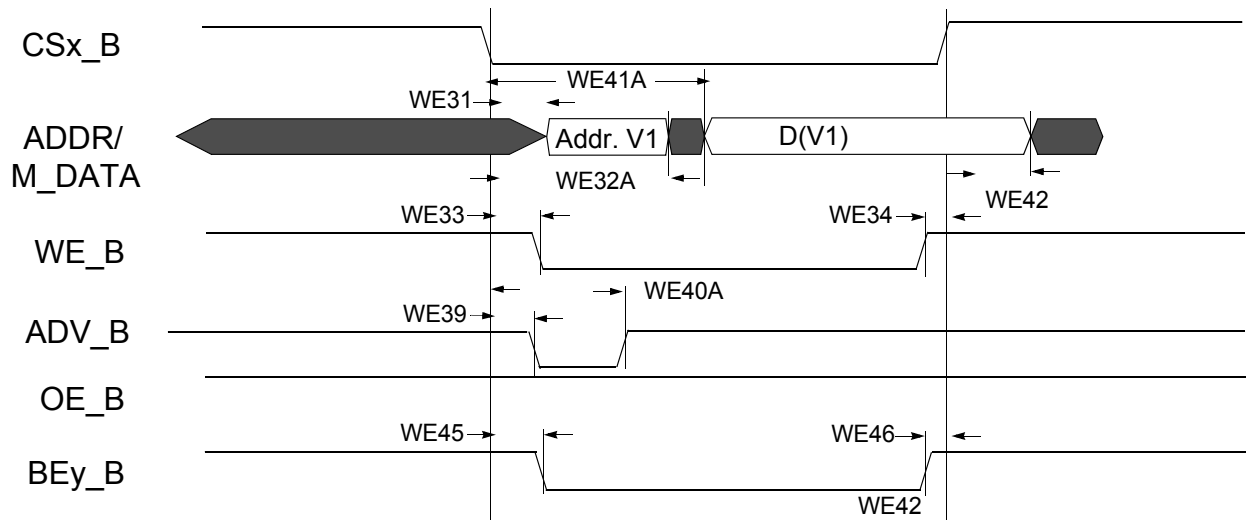 CSx_B
WE41A
WE31
ADDR/
M_DATA
Addr. V1
D(V1)
WE32A
WE42
WE33
WE34
WE_B
WE40A
WE39
ADV_B
OE_B
WE45
WE46
BEy_B
WE42